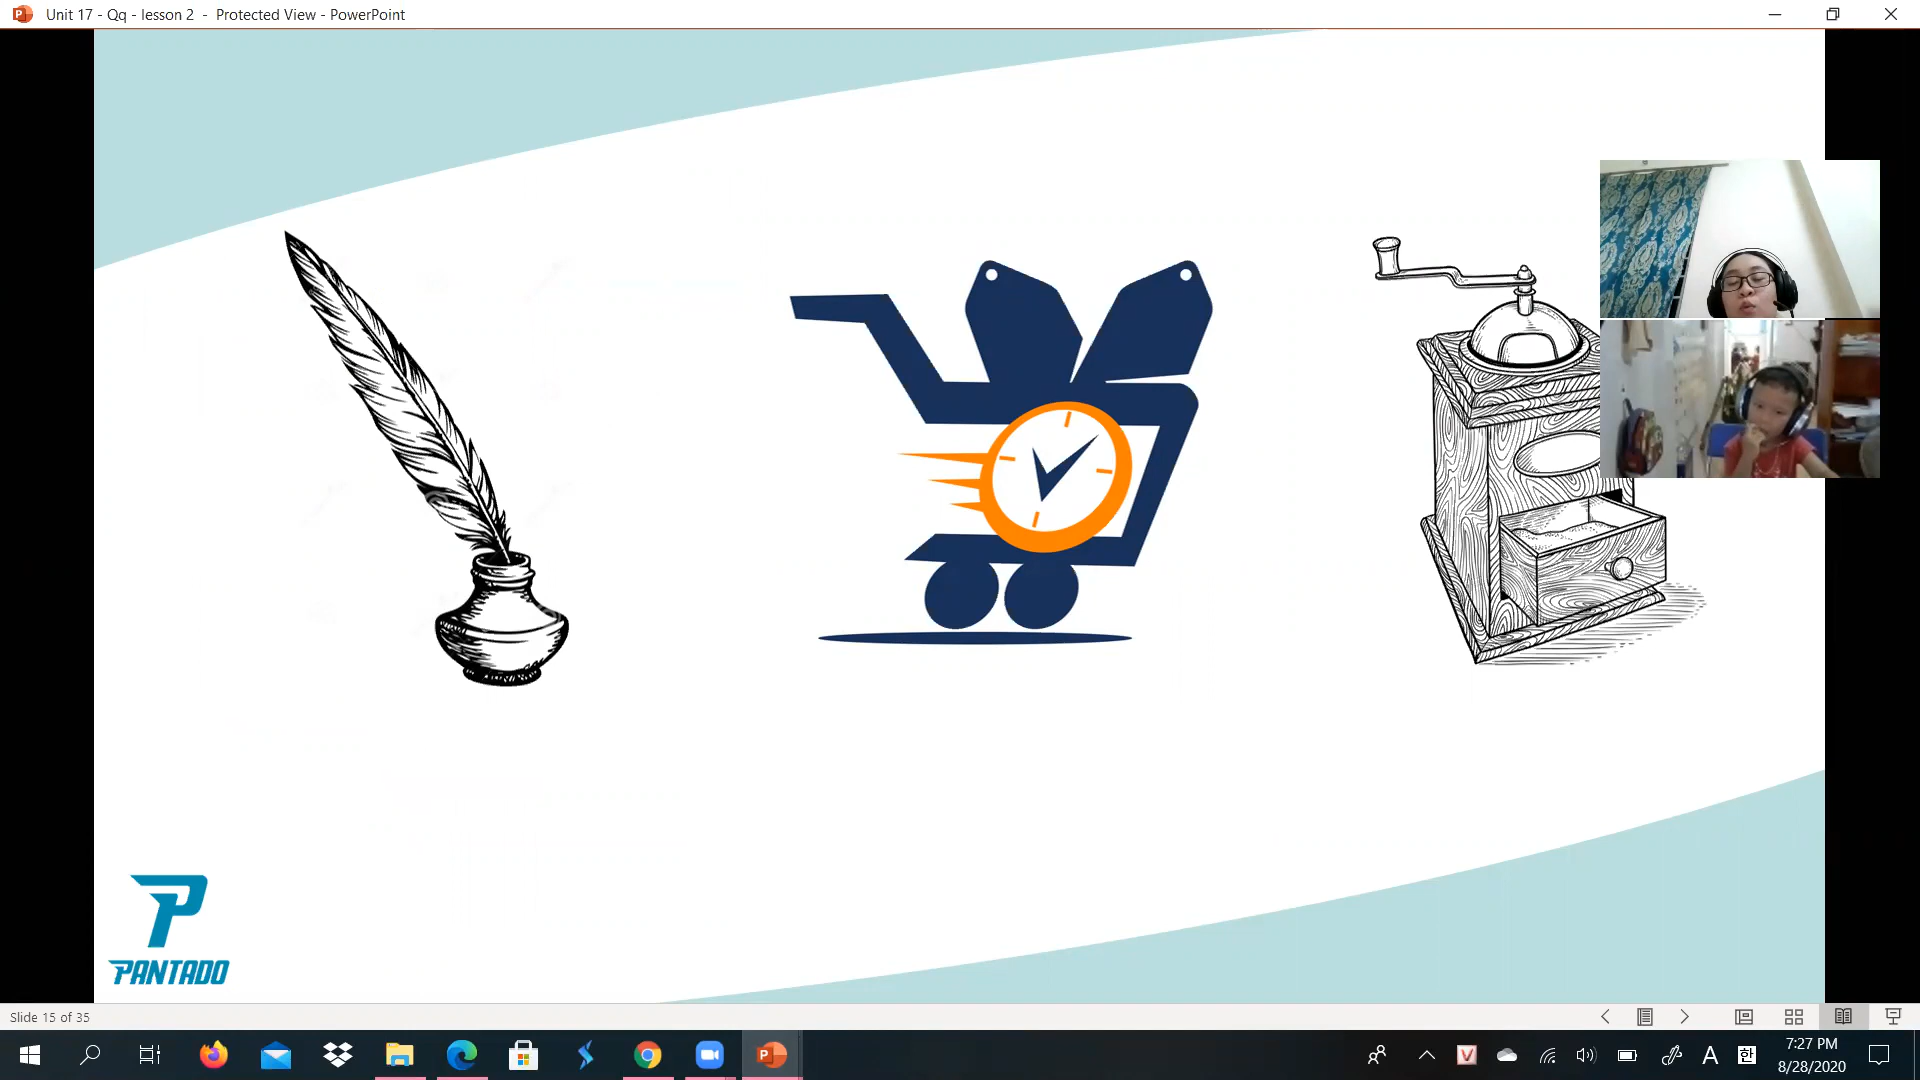 Unit 17 - Qq - lesson 2 - Protected View - PowerPoint
PANTADO
Slide 15 of 35
A
한
7:27 PM
8/28/2020